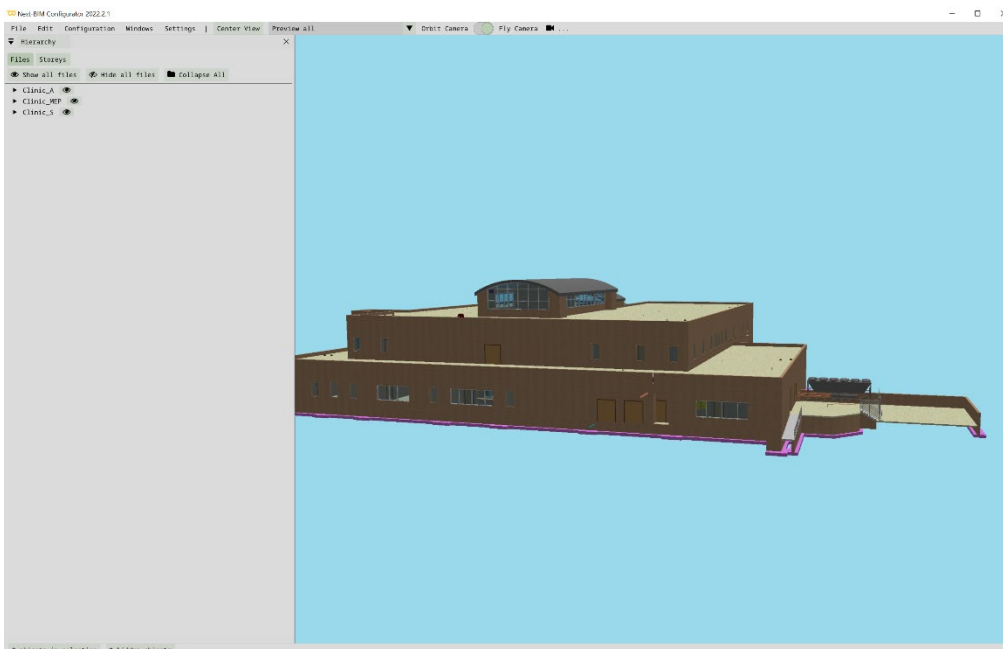 Next-BIM Configurator 2022.2.1
File Edit Configuration Windows Settings | Center View Preview all Orbit Camera Fly Camera ...
Hierarchy
Files Storeys
Show all files Hide all files Collapse All
Clinic_A
Clinic_MEP
Clinic_S